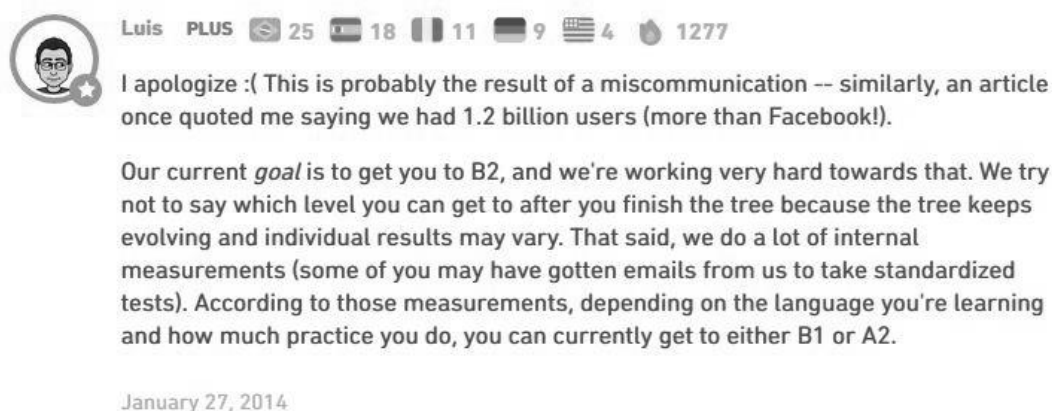 Luis PLUS 25 18 11 9 4 1277
I apologize :( This is probably the result of a miscommunication -- similarly, an article
once quoted me saying we had 1.2 billion users (more than Facebook!).
Our current goal is to get you to B2, and we're working very hard towards that. We try
not to say which level you can get to after you finish the tree because the tree keeps
evolving and individual results may vary. That said, we do a lot of internal
measurements (some of you may have gotten emails from us to take standardized
tests). According to those measurements, depending on the language you're learning
and how much practice you do, you can currently get to either B1 or A2.
January 27, 2014